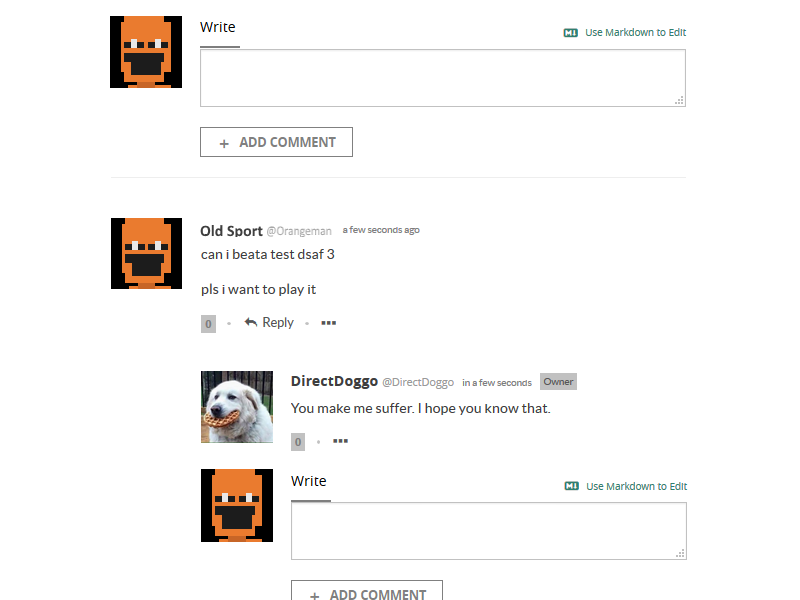 Write
Use Markdown to Edit
+ ADD COMMENT
Old Sport @Orangeman a few seconds ago
can i beata test dsaf 3
pls i want to play it
0 • Reply • •••
DirectDoggo @DirectDoggo in a few seconds Owner
You make me suffer. I hope you know that.
0 • •••
Write
Use Markdown to Edit
+ ADD COMMENT